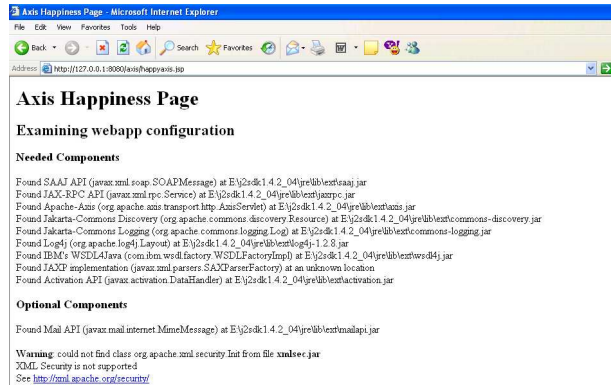 Axis Happiness Page - Microsoft Internet Explorer
File Edit View Favorites Tools Help
Back Search Favorites
Address http://127.0.0.1:8080/axis/happyaxis.jsp
Axis Happiness Page
Examining webapp configuration
Needed Components
Found SAAJ API (javax.xml.soap.SOAPMessage) at E:\j2sdk1.4.2_04\jre\lib\ext\saaj.jar
Found JAX-RPC API (javax.xml.rpc.Service) at E:\j2sdk1.4.2_04\jre\lib\ext\jaxrpc.jar
Found Apache-Axis (org.apache.axis.transport.http.AxisServlet) at E:\j2sdk1.4.2_04\jre\lib\ext\axis.jar
Found Jakarta-Commons Discovery (org.apache.commons.discovery.Resource) at E:\j2sdk1.4.2_04\jre\lib\ext\commons-discovery.jar
Found Jakarta-Commons Logging (org.apache.commons.logging.Log) at E:\j2sdk1.4.2_04\jre\lib\ext\commons-logging.jar
Found Log4j (org.apache.log4j.Layout) at E:\j2sdk1.4.2_04\jre\lib\ext\log4j-1.2.8.jar
Found IBM's WSDL4Java (com.ibm.wsdl.factory.WSDLFactoryImpl) at E:\j2sdk1.4.2_04\jre\lib\ext\wsdl4j.jar
Found JAXP implementation (javax.xml.parsers.SAXParserFactory) at an unknown location
Found Activation API (javax.activation.DataHandler) at E:\j2sdk1.4.2_04\jre\lib\ext\activation.jar
Optional Components
Found Mail API (javax.mail.internet.MimeMessage) at E:\j2sdk1.4.2_04\jre\lib\ext\mailapi.jar
Warning: could not find class org.apache.xml.security.Init from file xmlsec.jar
XML Security is not supported
See http://xml.apache.org/security/